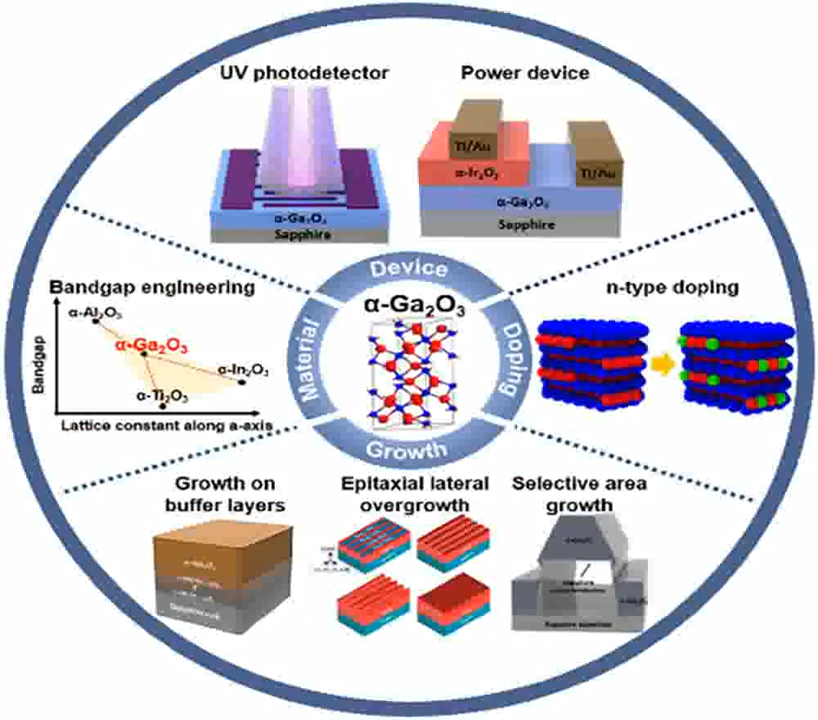 UV photodetector
Power device
Ti/Au
α-Ir₂O₃
Ti/Au
α-Ga₂O₃
α-Ga₂O₃
Sapphire
Sapphire
Device
Bandgap engineering
n-type doping
α-Ga₂O₃
α-Al₂O₃
α-Ga₂O₃
α-In₂O₃
α-Ti₂O₃
Bandgap
Lattice constant along a-axis
Material
Doping
Growth
Growth on
buffer layers
Epitaxial lateral
overgrowth
Selective area
growth